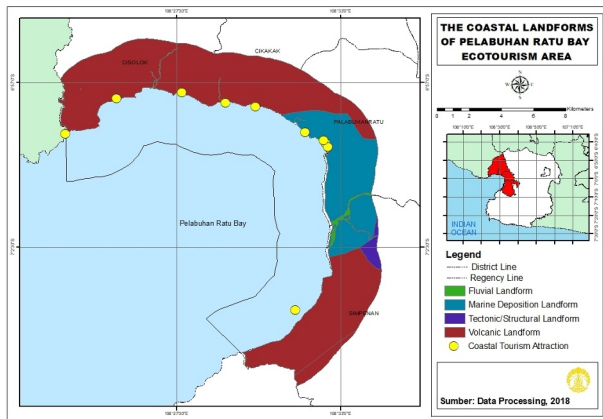 THE COASTAL LANDFORMS
OF PELABUHAN RATU BAY
ECOTOURISM AREA
N
W E
S
Kilometers
0 1 2 4 6 8
INDIAN
OCEAN
Legend
District Line
Regency Line
Fluvial Landform
Marine Deposition Landform
Tectonic/Structural Landform
Volcanic Landform
Coastal Tourism Attraction
Sumber: Data Processing, 2018
CISOLOK
CIKAKAK
PALABUHANRATU
Pelabuhan Ratu Bay
SIMPENAN